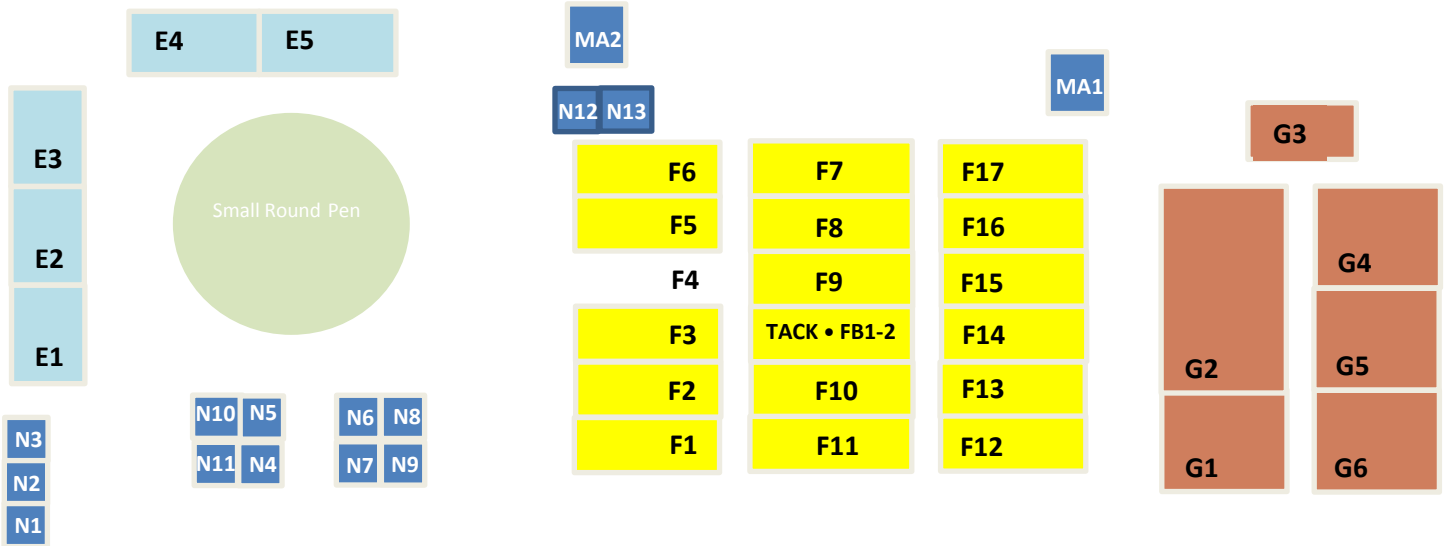 E4
E5
MA2
MA1
N12
N13
G3
E3
F6
F7
F17
Small Round Pen
F5
F8
F16
E2
F4
F9
F15
G4
E1
F3
TACK • FB1-2
F14
G2
G5
N10
N5
N6
N8
F2
F10
F13
N3
N11
N4
N7
N9
F1
F11
F12
G1
G6
N2
N1